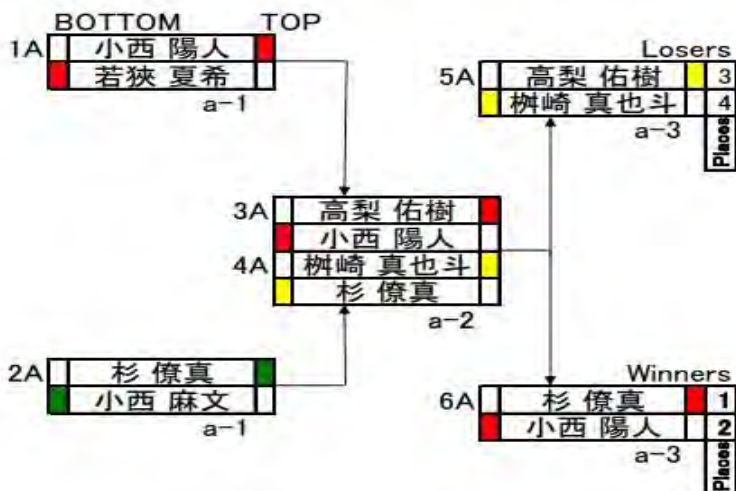 BOTTOM TOP
1A 小西 陽人
若狹 夏希
a-1
Losers
5A 高梨 佑樹 3
桝崎 真也斗 4
a-3 Places
3A 高梨 佑樹
小西 陽人
4A 桝崎 真也斗
杉 僚真
a-2
2A 杉 僚真
小西 麻文
a-1
Winners
6A 杉 僚真 1
小西 陽人 2
a-3 Places